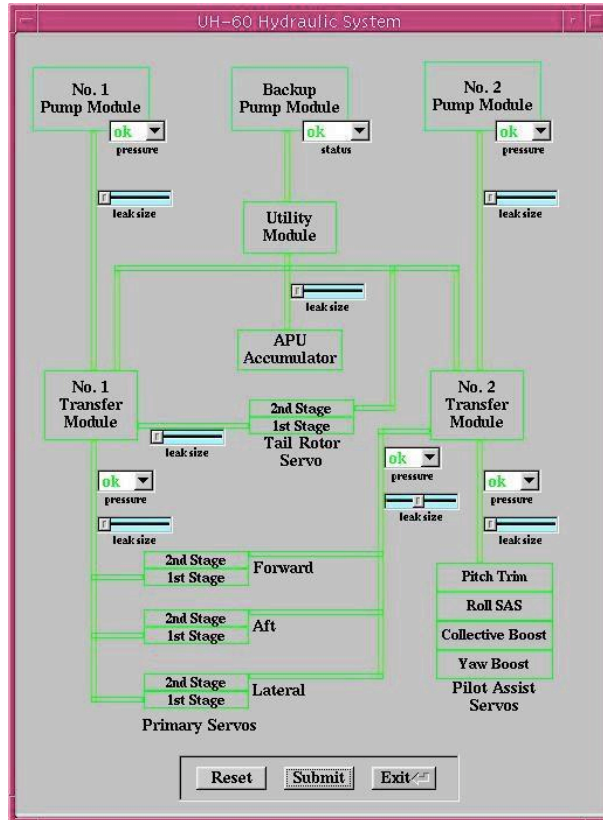 UH-60 Hydraulic System
No. 1
Pump Module
Backup
Pump Module
No. 2
Pump Module
ok
pressure
ok
status
ok
pressure
leak size
leak size
Utility
Module
leak size
APU
Accumulator
No. 1
Transfer
Module
2nd Stage
1st Stage
Tail Rotor
Servo
leak size
No. 2
Transfer
Module
ok
pressure
leak size
ok
pressure
leak size
ok
pressure
leak size
2nd Stage
1st Stage
Forward
2nd Stage
1st Stage
Aft
2nd Stage
1st Stage
Lateral
Primary Servos
Pitch Trim
Roll SAS
Collective Boost
Yaw Boost
Pilot Assist
Servos
Reset
Submit
Exit